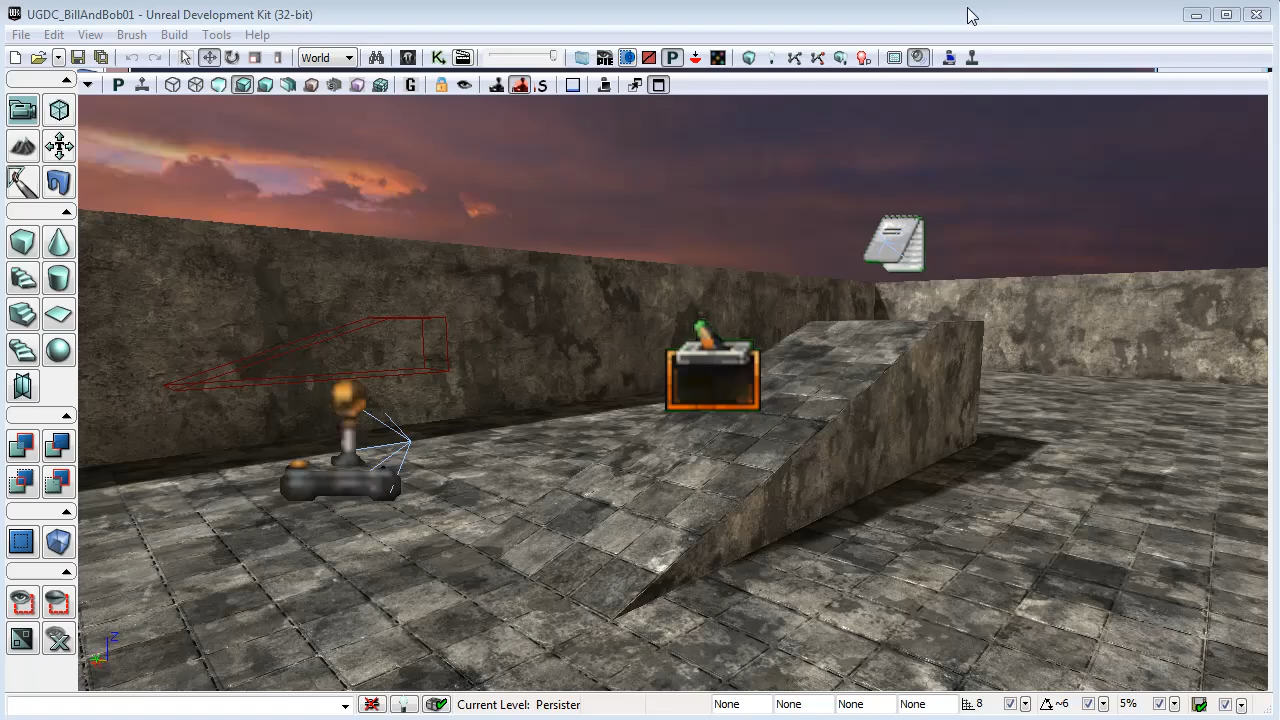 UGDC_BillAndBob01 - Unreal Development Kit (32-bit)
File Edit View Brush Build Tools Help
World
PIE P
P G S
Z
Current Level: Persister None None None None 8 ~6 5%